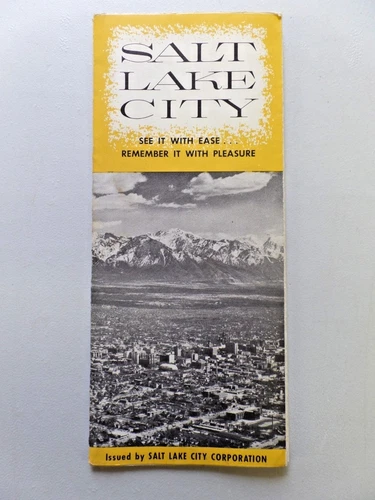 SALT
LAKE
CITY
SEE IT WITH EASE . . .
REMEMBER IT WITH PLEASURE
Issued by SALT LAKE CITY CORPORATION